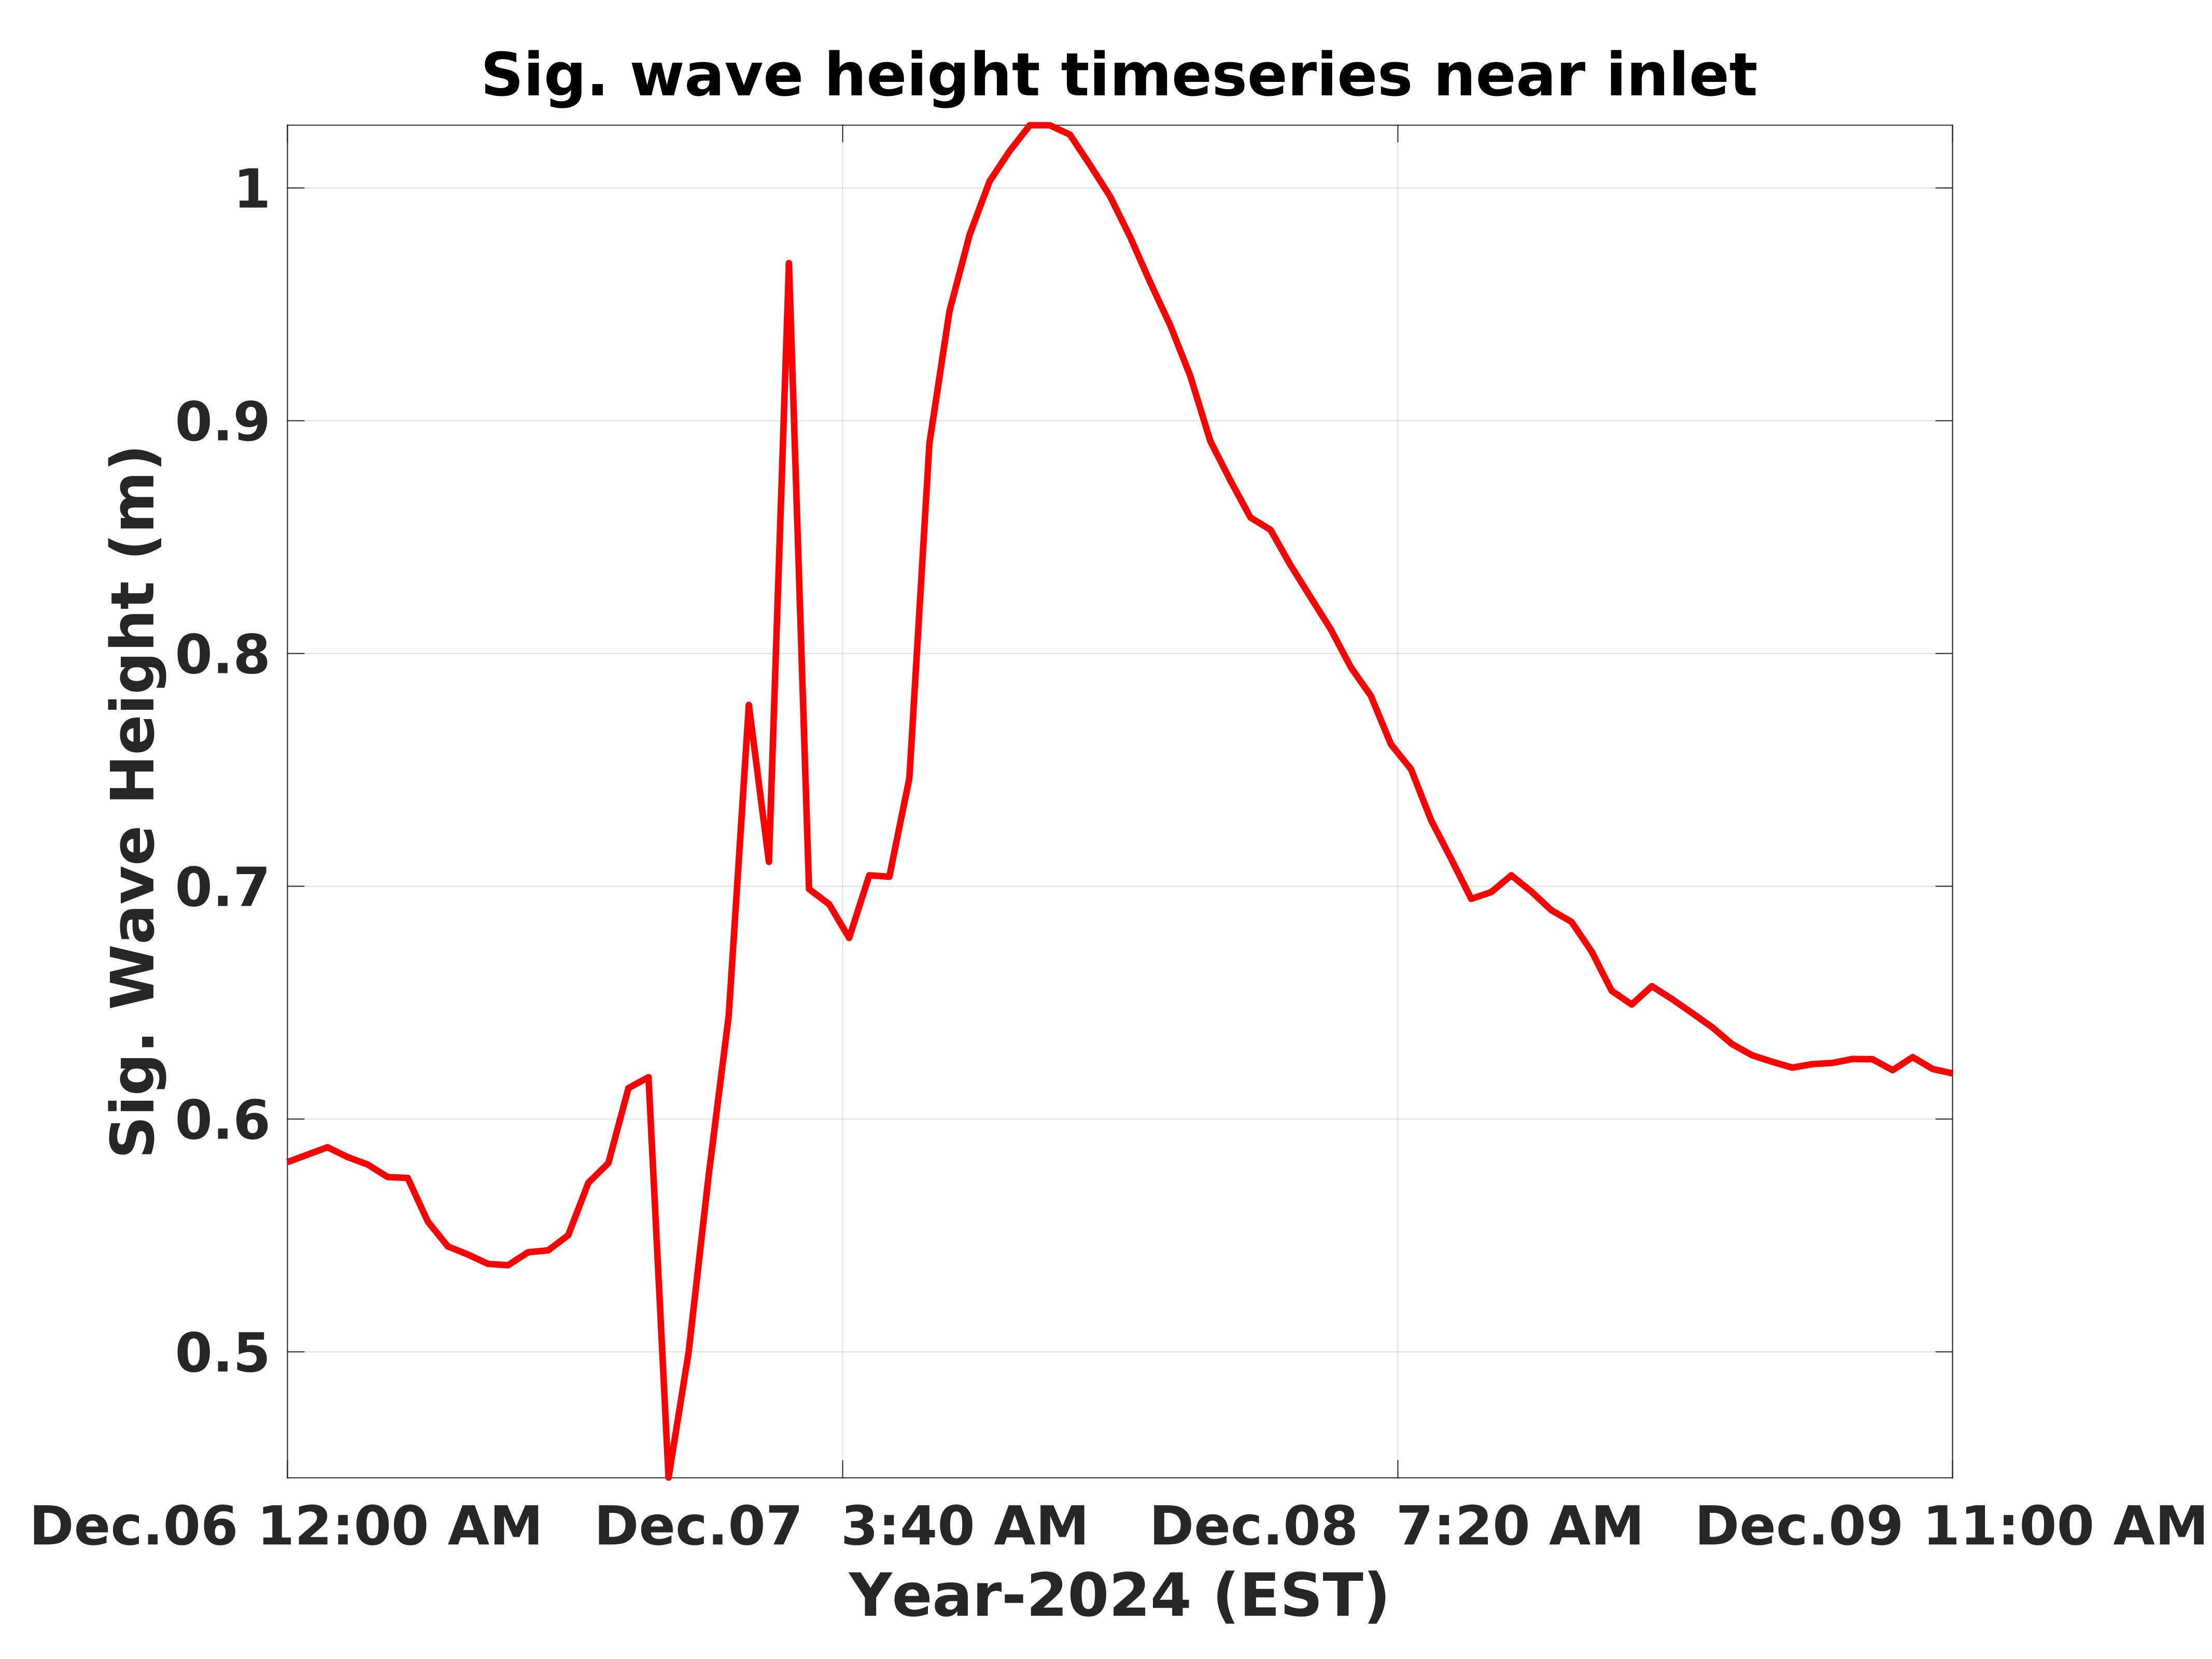 Sig. wave height timeseries near inlet
Sig. Wave Height (m)
1
0.9
0.8
0.7
0.6
0.5
Dec.06 12:00 AM Dec.07 3:40 AM Dec.08 7:20 AM Dec.09 11:00 AM
Year-2024 (EST)